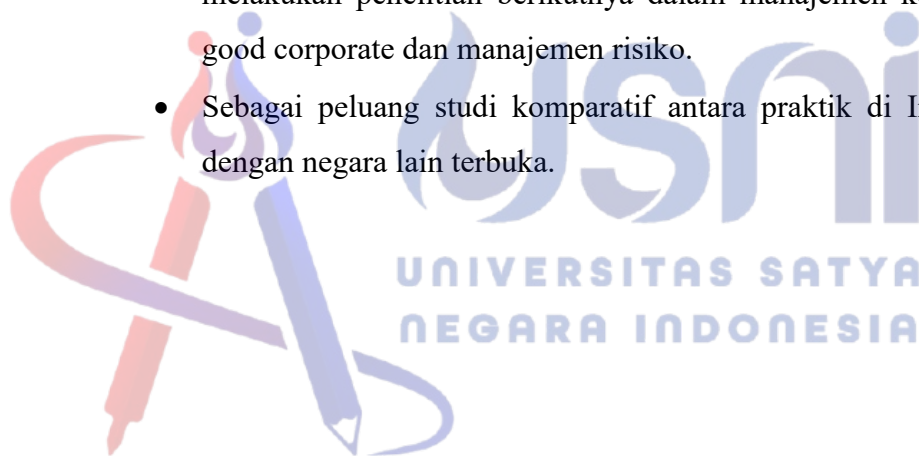 good corporate dan manajemen risiko.
• Sebagai peluang studi komparatif antara praktik di
dengan negara lain terbuka.
usni
UNIVERSITAS SATYA
NEGARA INDONESIA